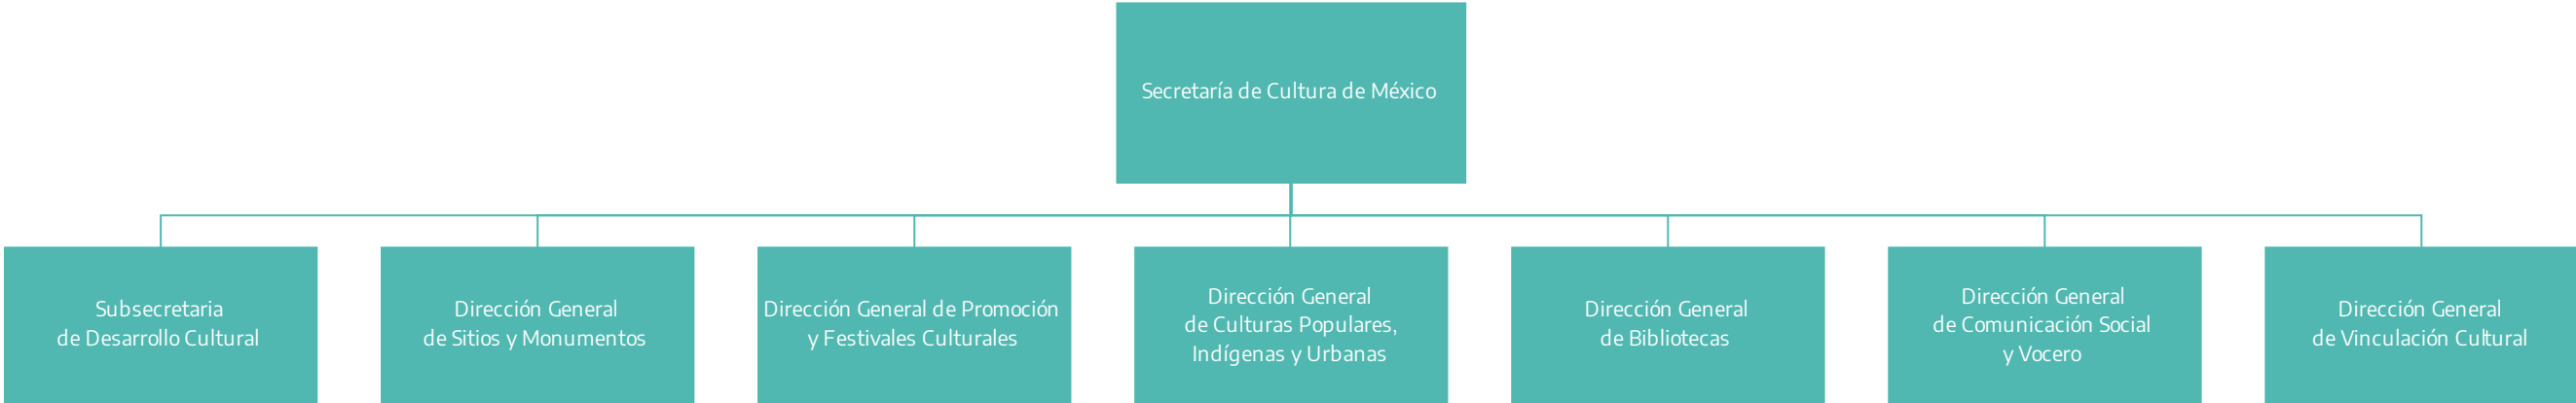 Secretaría de Cultura de México
Subsecretaria
de Desarrollo Cultural
Dirección General
de Sitios y Monumentos
Dirección General de Promoción
y Festivales Culturales
Dirección General
de Culturas Populares,
Indígenas y Urbanas
Dirección General
de Bibliotecas
Dirección General
de Comunicación Social
y Vocero
Dirección General
de Vinculación Cultural